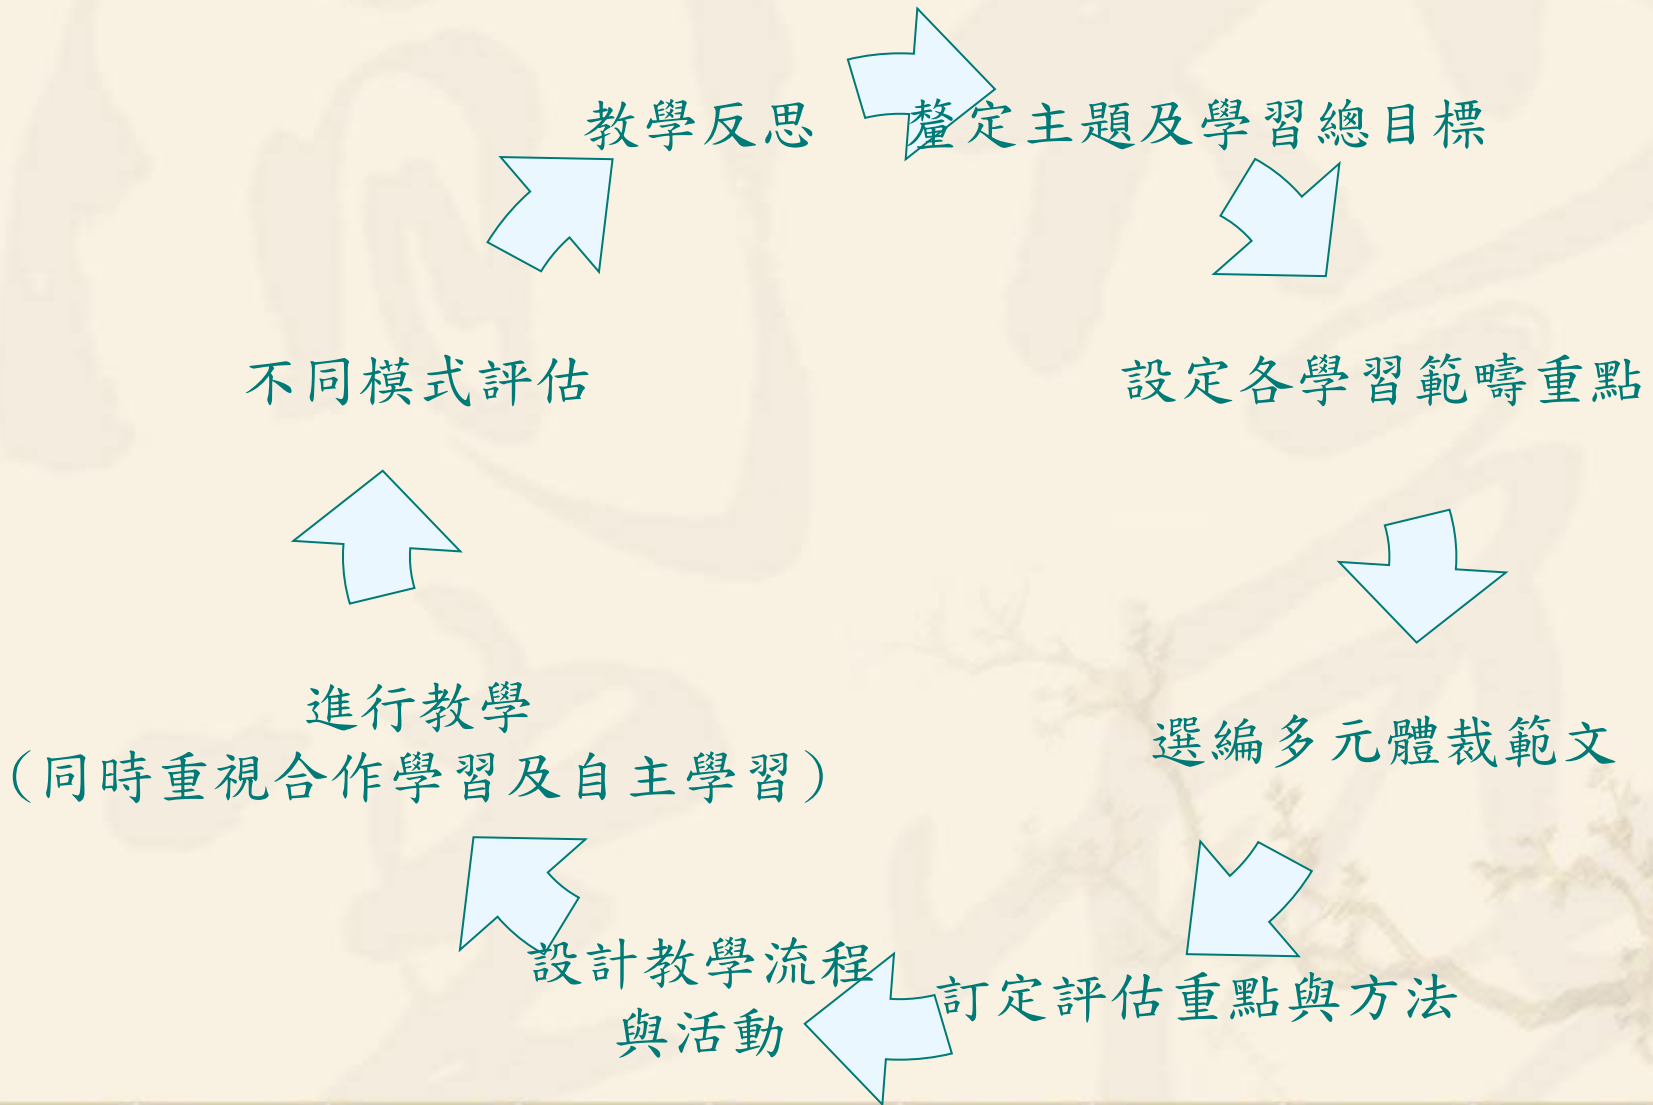 教學反思
釐定主題及學習總目標
不同模式評估
設定各學習範疇重點
進行教學
（同時重視合作學習及自主學習）
選編多元體裁範文
設計教學流程
與活動
訂定評估重點與方法